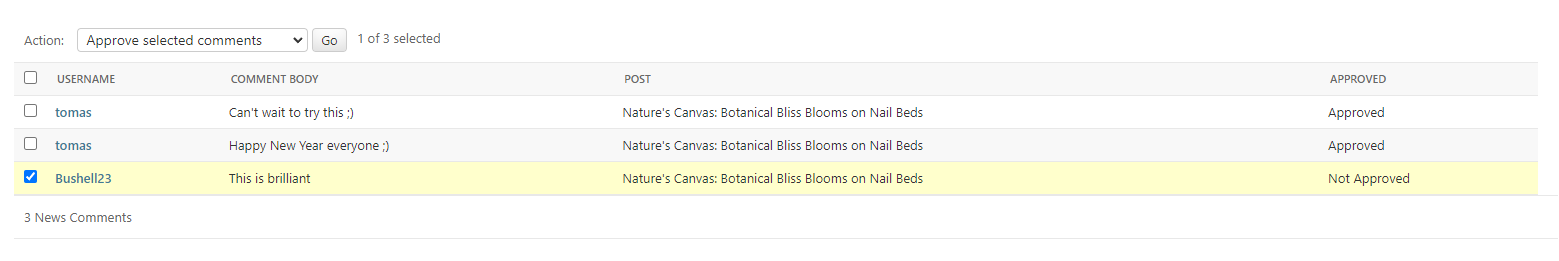 Action: Approve selected comments Go 1 of 3 selected
USERNAME COMMENT BODY POST APPROVED
tomas Can't wait to try this ;) Nature's Canvas: Botanical Bliss Blooms on Nail Beds Approved
tomas Happy New Year everyone ;) Nature's Canvas: Botanical Bliss Blooms on Nail Beds Approved
Bushell23 This is brilliant Nature's Canvas: Botanical Bliss Blooms on Nail Beds Not Approved
3 News Comments